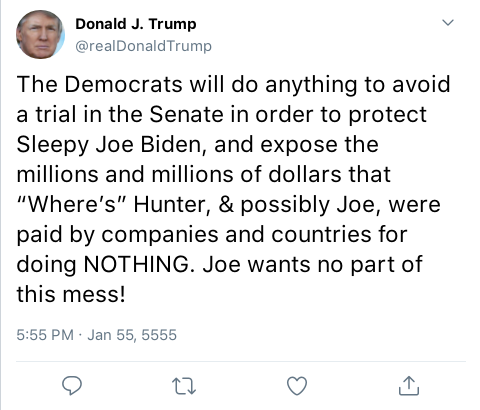 Donald J. Trump
@realDonaldTrump
The Democrats will do anything to avoid
a trial in the Senate in order to protect
Sleepy Joe Biden, and expose the
millions and millions of dollars that
“Where’s” Hunter, & possibly Joe, were
paid by companies and countries for
doing NOTHING. Joe wants no part of
this mess!
5:55 PM · Jan 55, 5555